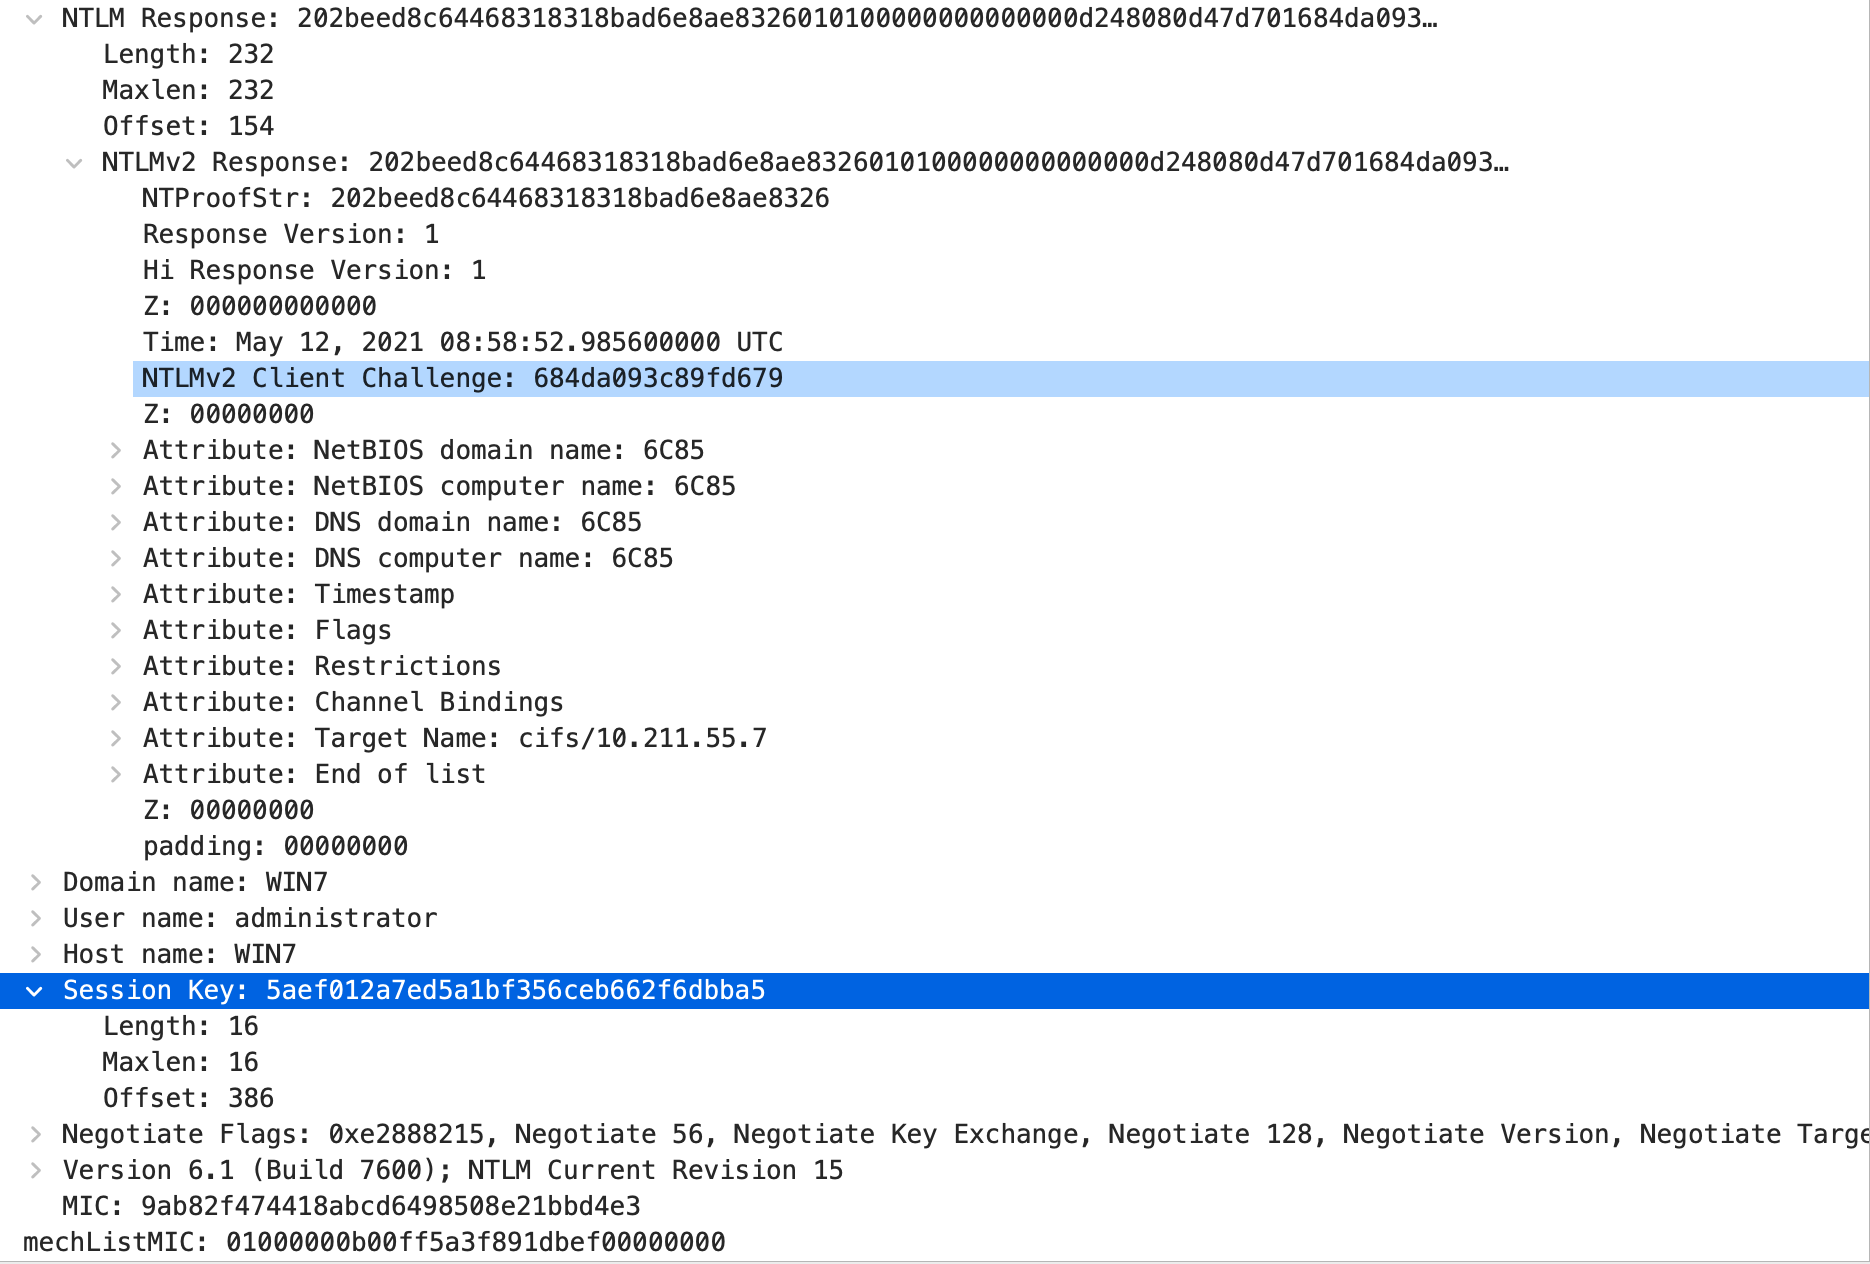 NTLM Response: 202beed8c64468318318bad6e8ae83260101000000000000000d248080d47d701684da093…
Length: 232
Maxlen: 232
Offset: 154
NTLMv2 Response: 202beed8c64468318318bad6e8ae83260101000000000000000d248080d47d701684da093…
NTProofStr: 202beed8c64468318318bad6e8ae8326
Response Version: 1
Hi Response Version: 1
Z: 000000000000
Time: May 12, 2021 08:58:52.985600000 UTC
NTLMv2 Client Challenge: 684da093c89fd679
Z: 00000000
Attribute: NetBIOS domain name: 6C85
Attribute: NetBIOS computer name: 6C85
Attribute: DNS domain name: 6C85
Attribute: DNS computer name: 6C85
Attribute: Timestamp
Attribute: Flags
Attribute: Restrictions
Attribute: Channel Bindings
Attribute: Target Name: cifs/10.211.55.7
Attribute: End of list
Z: 00000000
padding: 00000000
Domain name: WIN7
User name: administrator
Host name: WIN7
Session Key: 5aef012a7ed5a1bf356ceb662f6dbba5
Length: 16
Maxlen: 16
Offset: 386
Negotiate Flags: 0xe2888215, Negotiate 56, Negotiate Key Exchange, Negotiate 128, Negotiate Version, Negotiate Targe
Version 6.1 (Build 7600); NTLM Current Revision 15
MIC: 9ab82f474418abcd6498508e21bbd4e3
mechListMIC: 01000000b00ff5a3f891dbef00000000